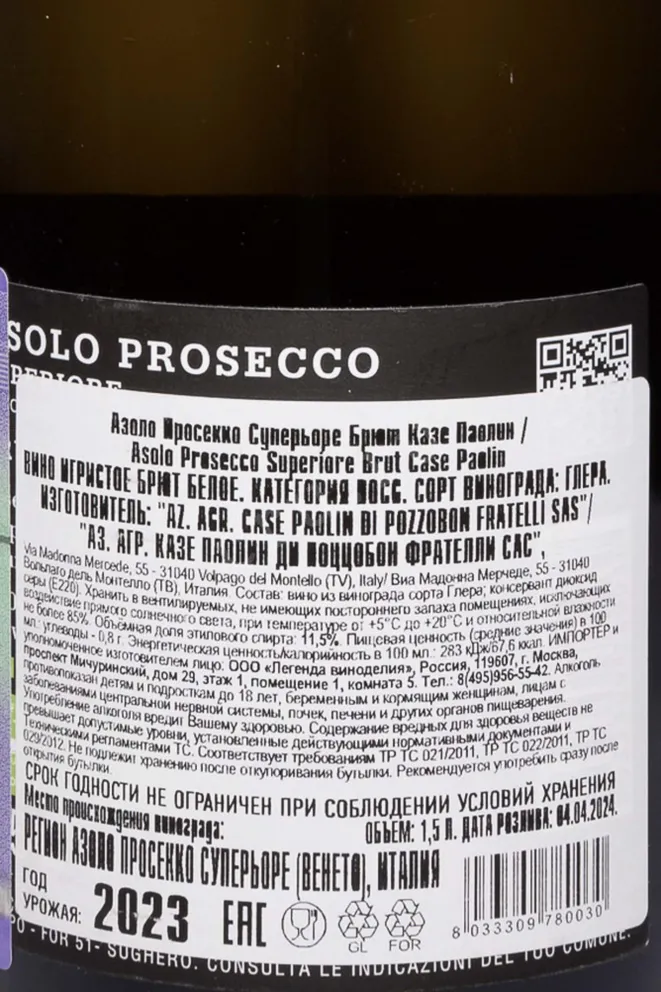 SOLO PROSECCO
Азоло Просекко Суперьоре Брют Казе Паолин /
Asolo Prosecco Superiore Brut Case Paolin
ВИНО ИГРИСТОЕ БРЮТ БЕЛОЕ. КАТЕГОРИЯ DOCG. СОРТ ВИНОГРАДА: ГЛЕРА.
ИЗГОТОВИТЕЛЬ: "AZ. AGR. CASE PAOLIN DI POZZOBON FRATELLI SAS"/
"АЗ. АГР. КАЗЕ ПАОЛИН ДИ ПОЦЦОБОН ФРАТЕЛЛИ САС",
Via Madonna Mercede, 55 - 31040 Volpago del Montello (TV), Italy/ Виа Мадонна Мерчеде, 55 - 31040
Вольпаго дель Монтелло (ТВ), Италия. Состав: вино из винограда сорта Глера; консервант диоксид
серы (Е220). Хранить в вентилируемых, не имеющих постороннего запаха помещениях, исключающих
воздействие прямого солнечного света, при температуре от +5°С до +20°С и относительной влажности
не более 85%. Объёмная доля этилового спирта: 11,5%. Пищевая ценность (средние значения) в 100
мл.: углеводы - 0,8 г. Энергетическая ценность/калорийность в 100 мл.: 283 кДж/67,6 ккал. ИМПОРТЕР и
уполномоченное изготовителем лицо: ООО «Легенда виноделия», Россия, 119607, г. Москва,
проспект Мичуринский, дом 29, этаж 1, помещение 1, комната 5. Тел.: 8(495)956-55-42. Алкоголь
противопоказан детям и подросткам до 18 лет, беременным и кормящим женщинам, лицам с
заболеваниями центральной нервной системы, почек, печени и других органов пищеварения.
Употребление алкоголя вредит Вашему здоровью. Содержание вредных для здоровья веществ не
превышает допустимые уровни, установленные действующими нормативными документами и
Техническими регламентами ТС. Соответствует требованиям ТР ТС 021/2011, ТР ТС 022/2011, ТР ТС
029/2012. Не подлежит хранению после откупоривания бутылки. Рекомендуется употребить сразу после
открытия бутылки.
СРОК ГОДНОСТИ НЕ ОГРАНИЧЕН ПРИ СОБЛЮДЕНИИ УСЛОВИЙ ХРАНЕНИЯ
Место происхождения винограда:
ОБЪЕМ: 1,5 Л. ДАТА РОЗЛИВА: 04.04.2024.
РЕГИОН АЗОЛО ПРОСЕККО СУПЕРЬОРЕ (ВЕНЕТО), ИТАЛИЯ
ГОД
УРОЖАЯ: 2023
EAC
GL
FOR
8 033309 780030
PO - FOR 51 - SUGHERO. CONSULTA LE INDICAZIONI DEL TUO COMUNE.